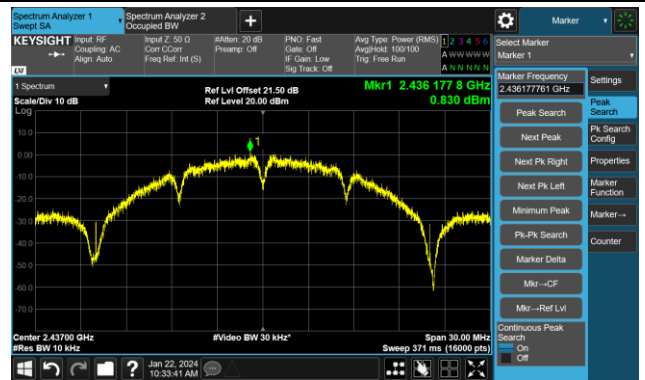 Spectrum Analyzer 1
Swept SA
Spectrum Analyzer 2
Occupied BW
Marker
KEYSIGHT
Input: RF
Coupling: AC
Align: Auto
Input Z: 50 Ω
Corr CCorr
Freq Ref: Int (S)
#Atten: 20 dB
Preamp: Off
PNO: Fast
Gate: Off
IF Gain: Low
Sig Track: Off
Avg Type: Power (RMS)
Avg|Hold: 100/100
Trig: Free Run
1 2 3 4 5 6
A W W W W W
A N N N N N
LXI
Select Marker
Marker 1
1 Spectrum
Scale/Div 10 dB
Log
Ref Lvl Offset 21.50 dB
Ref Level 20.00 dBm
Mkr1 2.436 177 8 GHz
0.830 dBm
1
10.0
0.00
-10.0
-20.0
-30.0
-40.0
-50.0
-60.0
-70.0
Center 2.43700 GHz
#Res BW 10 kHz
#Video BW 30 kHz*
Span 30.00 MHz
Sweep 371 ms (16000 pts)
Marker Frequency
2.436177761 GHz
Peak Search
Next Peak
Next Pk Right
Next Pk Left
Minimum Peak
Pk-Pk Search
Marker Delta
Mkr→CF
Mkr→Ref Lvl
Continuous Peak
Search
On
Off
Settings
Peak
Search
Pk Search
Config
Properties
Marker
Function
Marker→
Counter
?
Jan 22, 2024
10:33:41 AM